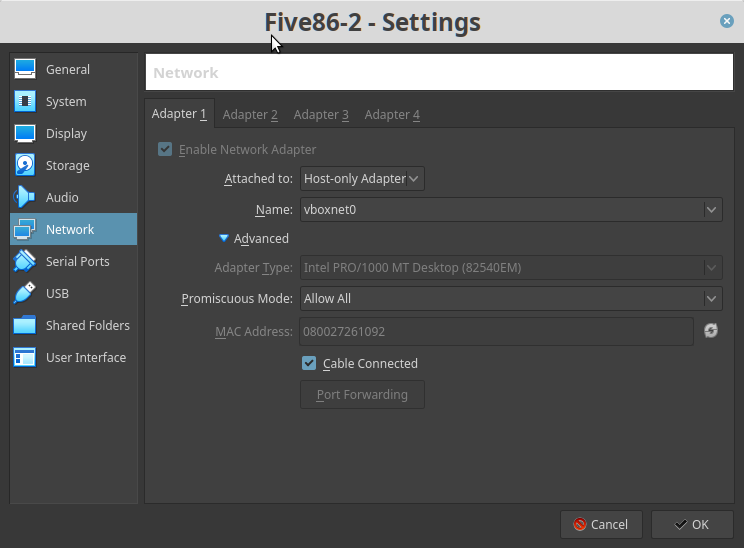 Five86-2 - Settings
General
System
Display
Storage
Audio
Network
Serial Ports
USB
Shared Folders
User Interface
Network
Adapter 1 Adapter 2 Adapter 3 Adapter 4
Enable Network Adapter
Attached to: Host-only Adapter
Name: vboxnet0
Advanced
Adapter Type: Intel PRO/1000 MT Desktop (82540EM)
Promiscuous Mode: Allow All
MAC Address: 080027261092
Cable Connected
Port Forwarding
Cancel OK